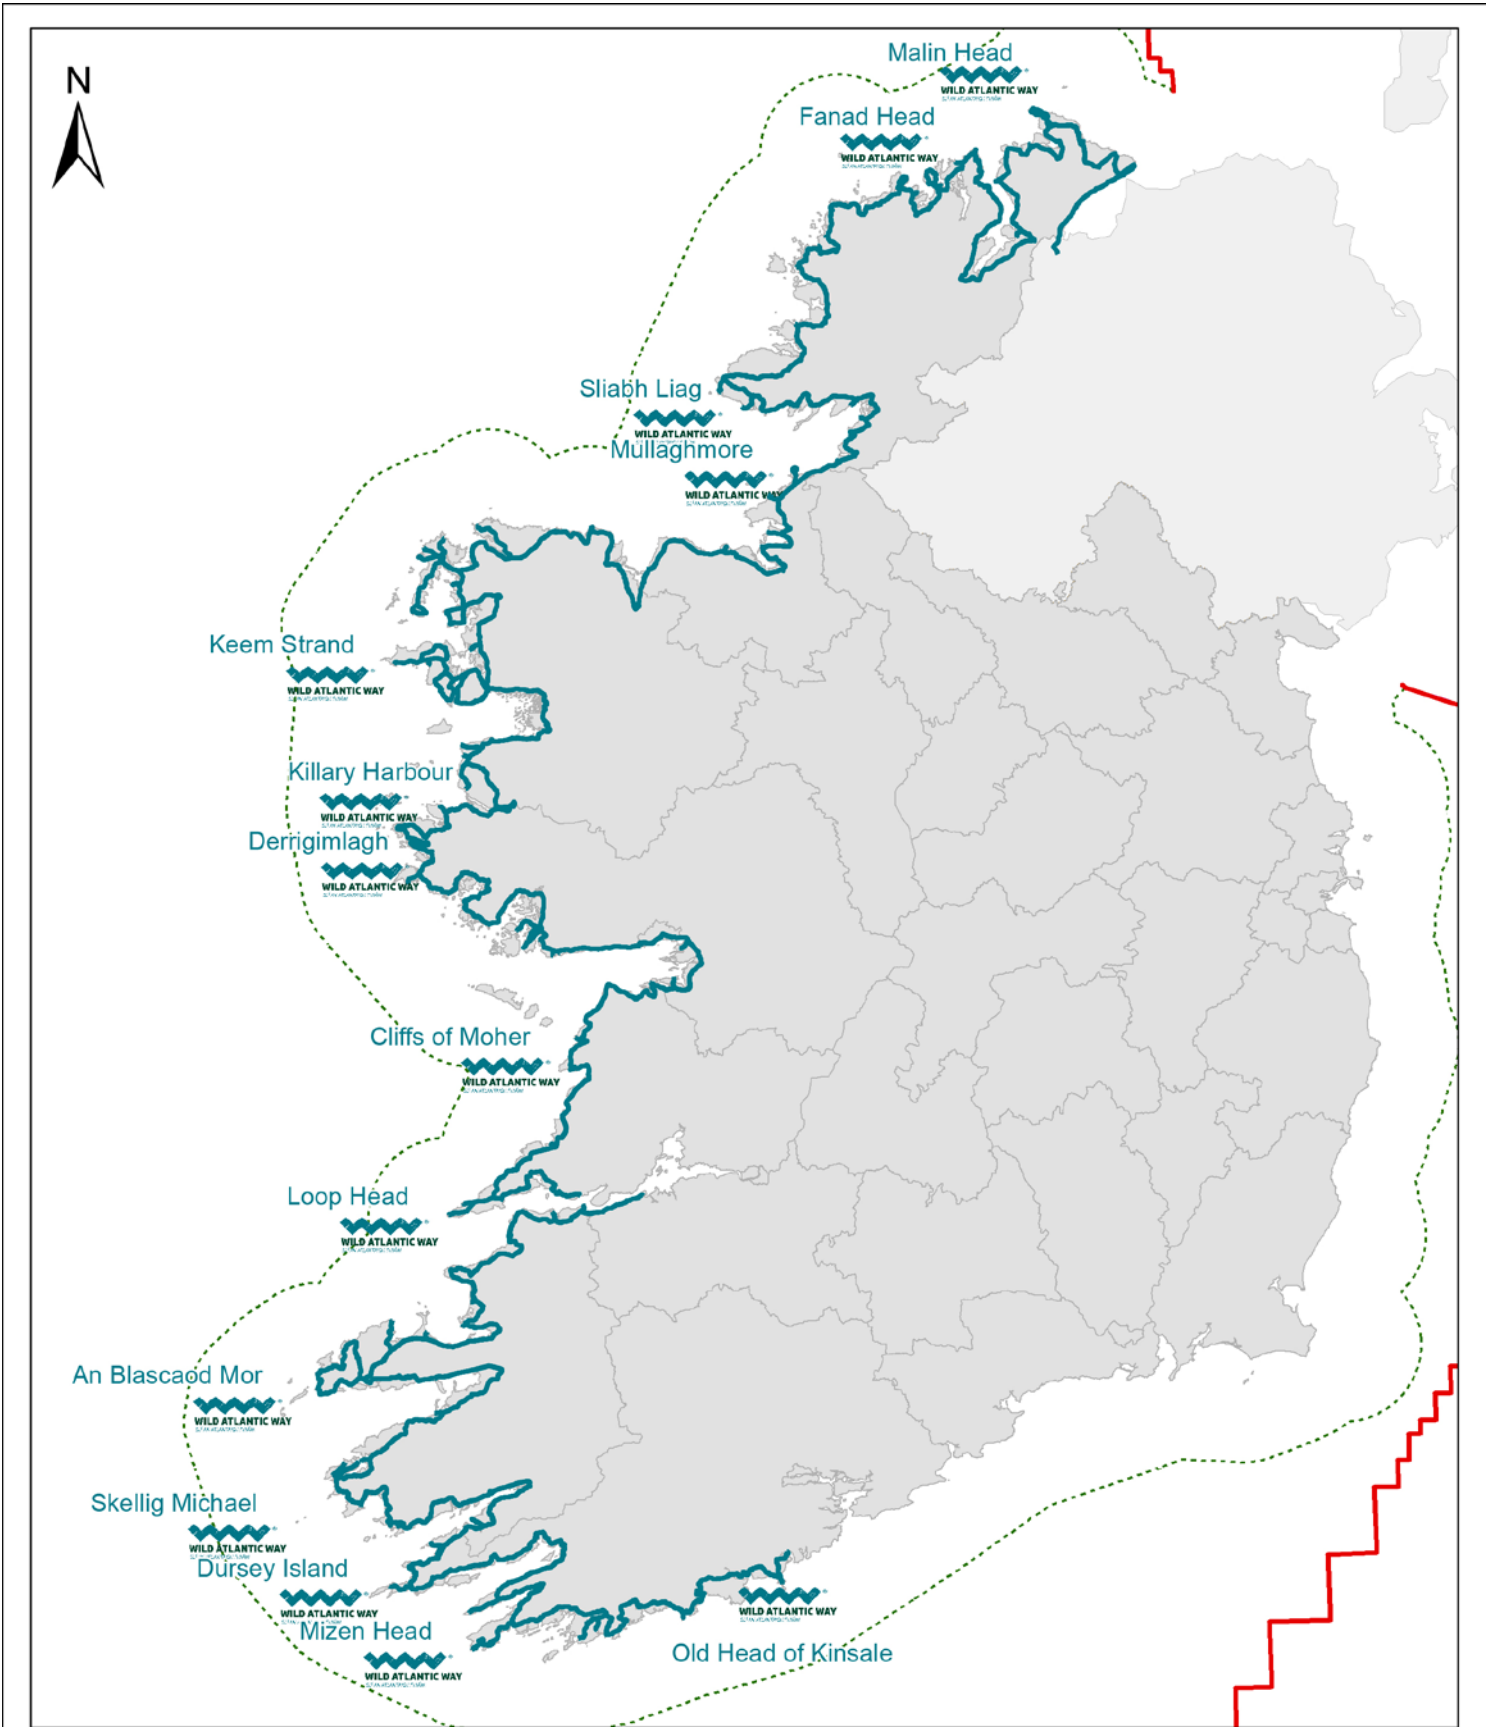 N
Malin Head
WILD ATLANTIC WAY
Fanad Head
WILD ATLANTIC WAY
Sliabh Liag
WILD ATLANTIC WAY
Mullaghmore
WILD ATLANTIC WAY
Keem Strand
WILD ATLANTIC WAY
Killary Harbour
WILD ATLANTIC WAY
Derrigimlagh
WILD ATLANTIC WAY
Cliffs of Moher
WILD ATLANTIC WAY
Loop Head
WILD ATLANTIC WAY
An Blascaod Mor
WILD ATLANTIC WAY
Skellig Michael
WILD ATLANTIC WAY
Dursey Island
WILD ATLANTIC WAY
Mizen Head
WILD ATLANTIC WAY
WILD ATLANTIC WAY
Old Head of Kinsale